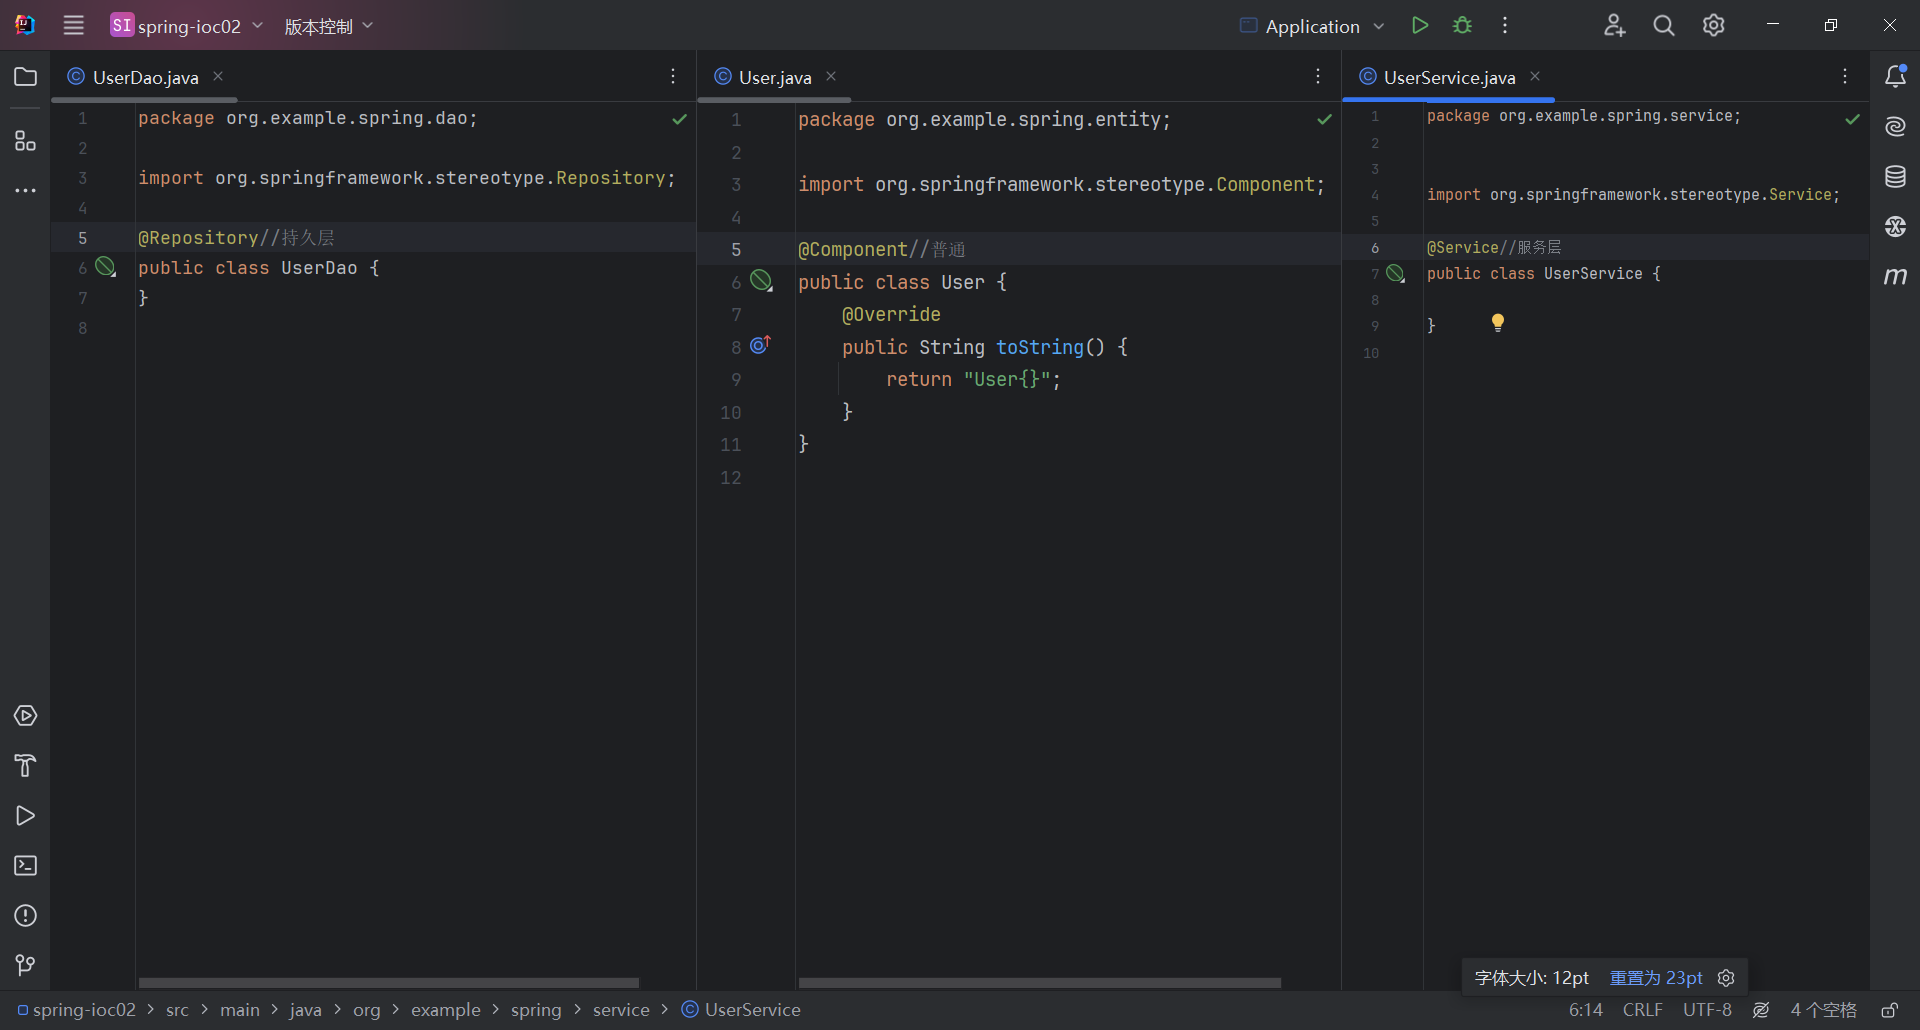 SI spring-ioc02 版本控制 Application
UserDao.java
1 package org.example.spring.dao;
2
3 import org.springframework.stereotype.Repository;
4
5 @Repository//持久层
6 public class UserDao {
7 }
8
User.java
1 package org.example.spring.entity;
2
3 import org.springframework.stereotype.Component;
4
5 @Component//普通
6 public class User {
7 @Override
8 public String toString() {
9 return "User{}";
10 }
11 }
12
UserService.java
1 package org.example.spring.service;
2
3
4 import org.springframework.stereotype.Service;
5
6 @Service//服务层
7 public class UserService {
8
9 }
10
m
字体大小: 12pt 重置为 23pt
spring-ioc02 > src > main > java > org > example > spring > service > UserService 6:14 CRLF UTF-8 4 个空格